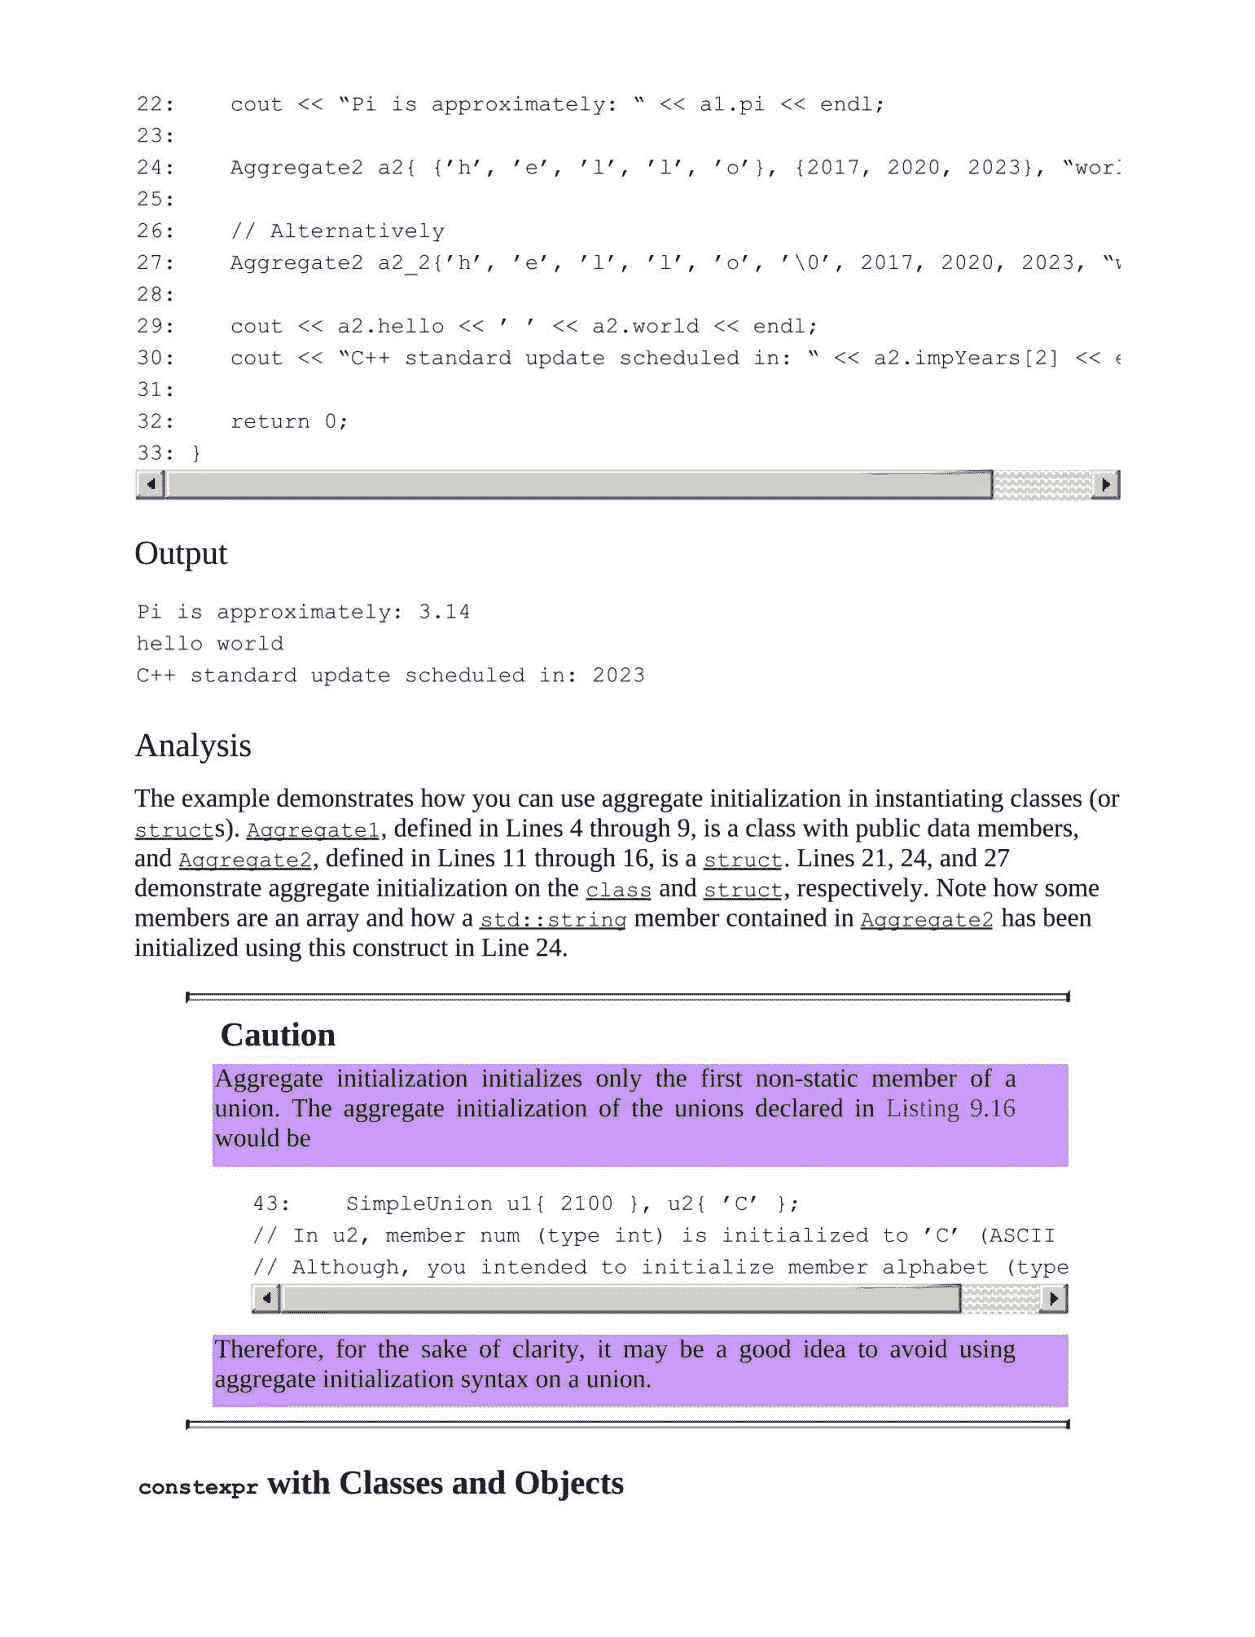 22:    cout << “Pi is approximately: “ << a1.pi << endl;
23:
24:    Aggregate2 a2{ {’h’, ’e’, ’l’, ’l’, ’o’}, {2017, 2020, 2023}, “worl
25:
26:    // Alternatively
27:    Aggregate2 a2_2{’h’, ’e’, ’l’, ’l’, ’o’, ’\0’, 2017, 2020, 2023, “w
28:
29:    cout << a2.hello << ’ ’ << a2.world << endl;
30:    cout << “C++ standard update scheduled in: “ << a2.impYears[2] << e
31:
32:    return 0;
33: }
Output
Pi is approximately: 3.14
hello world
C++ standard update scheduled in: 2023
Analysis
The example demonstrates how you can use aggregate initialization in instantiating classes (or
structs). Aggregate1, defined in Lines 4 through 9, is a class with public data members,
and Aggregate2, defined in Lines 11 through 16, is a struct. Lines 21, 24, and 27
demonstrate aggregate initialization on the class and struct, respectively. Note how some
members are an array and how a std::string member contained in Aggregate2 has been
initialized using this construct in Line 24.
Caution
Aggregate initialization initializes only the first non-static member of a
union. The aggregate initialization of the unions declared in Listing 9.16
would be
43:    SimpleUnion u1{ 2100 }, u2{ ’C’ };
// In u2, member num (type int) is initialized to ’C’ (ASCII
// Although, you intended to initialize member alphabet (type
Therefore, for the sake of clarity, it may be a good idea to avoid using
aggregate initialization syntax on a union.
constexpr with Classes and Objects